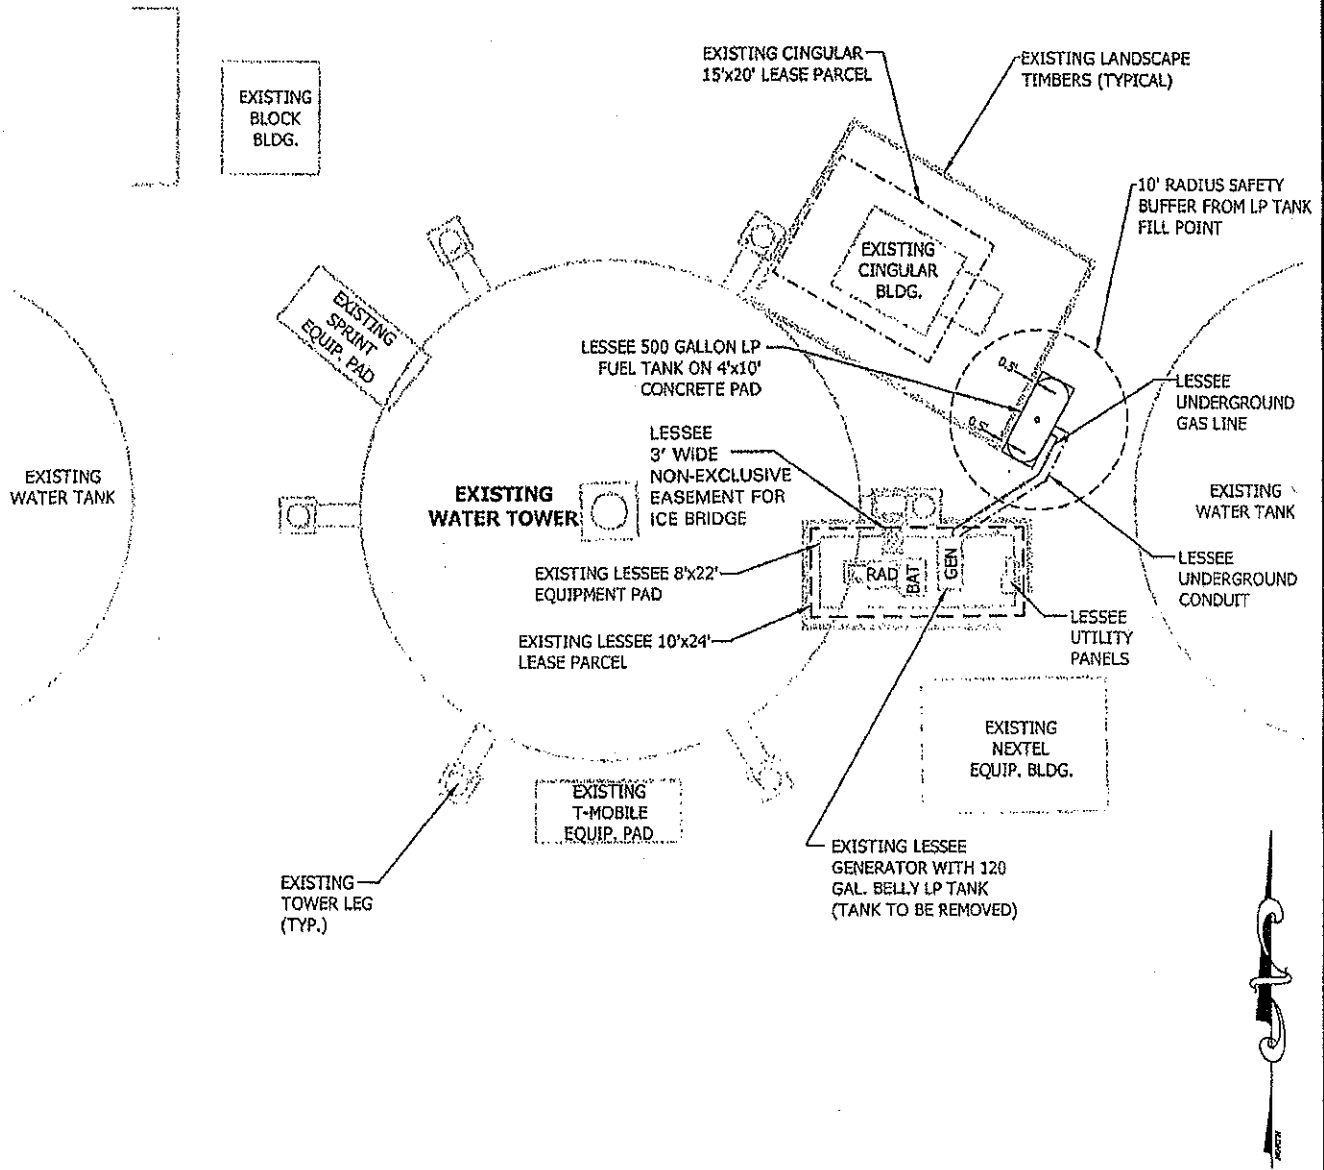 EXISTING CINGULAR
15'x20' LEASE PARCEL
EXISTING LANDSCAPE
TIMBERS (TYPICAL)
EXISTING
BLOCK
BLDG.
10' RADIUS SAFETY
BUFFER FROM LP TANK
FILL POINT
EXISTING
CINGULAR
BLDG.
EXISTING
SPRINT
EQUIP. PAD
LESSEE 500 GALLON LP
FUEL TANK ON 4'x10'
CONCRETE PAD
0.5'
0.5'
LESSEE
UNDERGROUND
GAS LINE
LESSEE
3' WIDE
NON-EXCLUSIVE
EASEMENT FOR
ICE BRIDGE
EXISTING
WATER TANK
EXISTING
WATER TOWER
EXISTING
WATER TANK
EXISTING LESSEE 8'x22'
EQUIPMENT PAD
RAD
BAT
GEN
LESSEE
UNDERGROUND
CONDUIT
EXISTING LESSEE 10'x24'
LEASE PARCEL
LESSEE
UTILITY
PANELS
EXISTING
NEXTEL
EQUIP. BLDG.
EXISTING
T-MOBILE
EQUIP. PAD
EXISTING
TOWER LEG
(TYP.)
EXISTING LESSEE
GENERATOR WITH 120
GAL. BELLY LP TANK
(TANK TO BE REMOVED)
NORTH